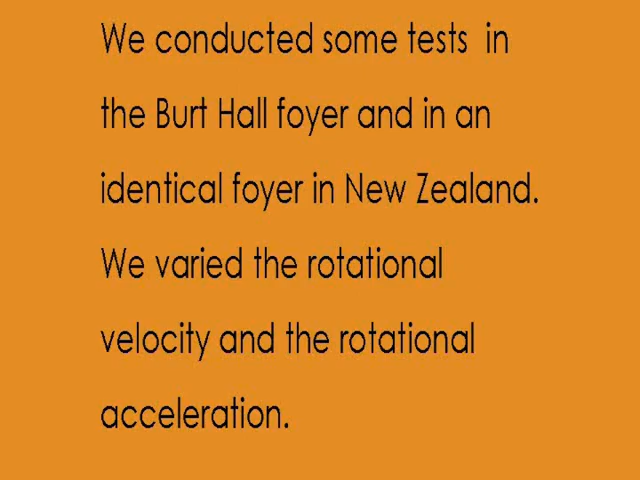 We conducted some tests  in
the Burt Hall foyer and in an
identical foyer in New Zealand.
We varied the rotational
velocity and the rotational
acceleration.